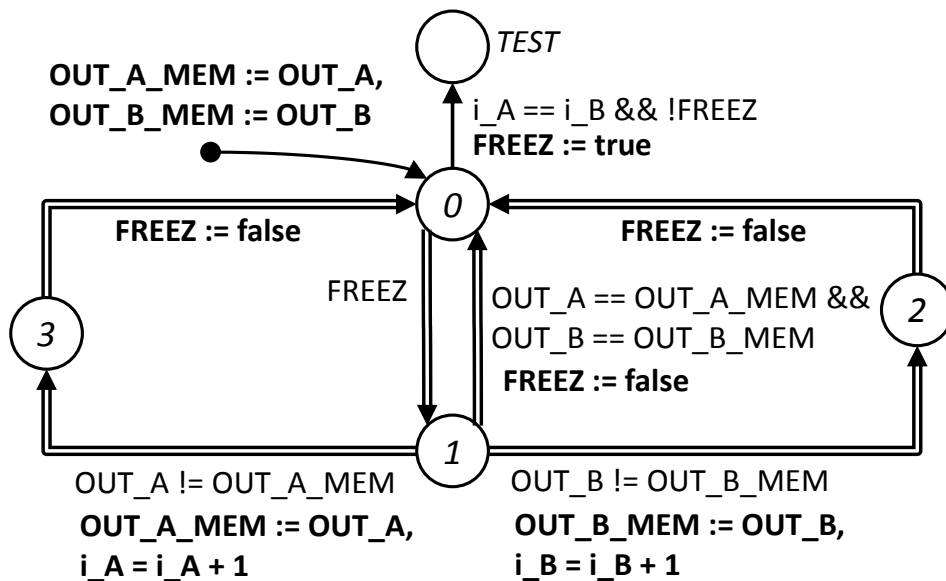 TEST
OUT_A_MEM := OUT_A,
OUT_B_MEM := OUT_B
i_A == i_B && !FREEZ
FREEZ := true
0
FREEZ := false
FREEZ := false
FREEZ
OUT_A == OUT_A_MEM &&
OUT_B == OUT_B_MEM
FREEZ := false
3
2
1
OUT_A != OUT_A_MEM
OUT_A_MEM := OUT_A,
i_A = i_A + 1
OUT_B != OUT_B_MEM
OUT_B_MEM := OUT_B,
i_B = i_B + 1